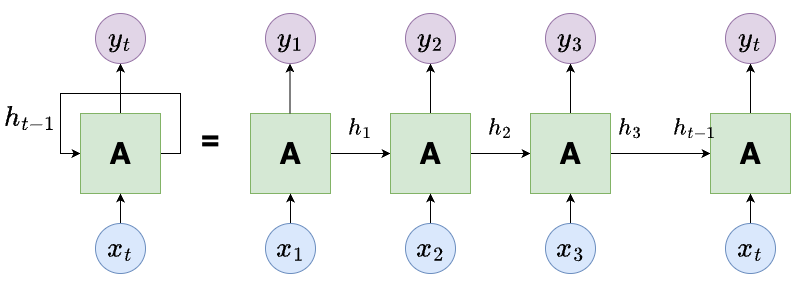 y_t y_1 y_2 y_3 y_t
h_{t-1} h_1 h_2 h_3 h_{t-1}
A = A A A A
x_t x_1 x_2 x_3 x_t